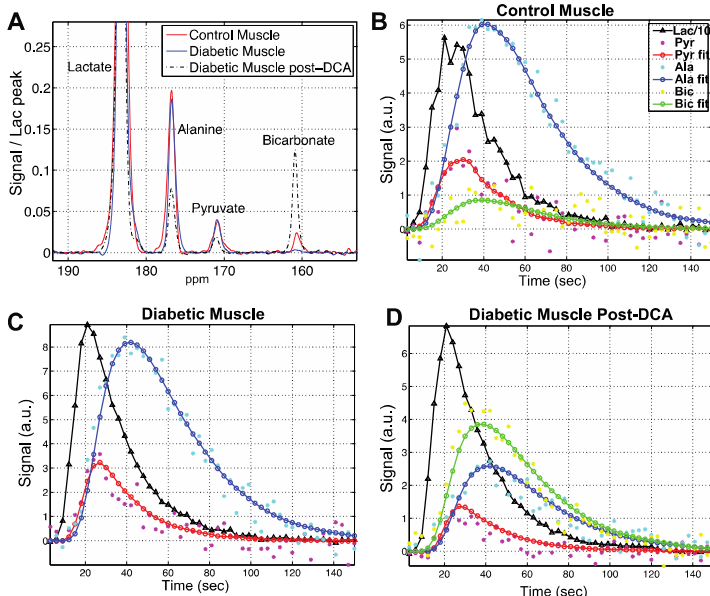 A
Signal / Lac peak
0.25
0.2
0.15
0.1
0.05
0
190
180
170
160
ppm
Lactate
Alanine
Pyruvate
Bicarbonate
Control Muscle
Diabetic Muscle
Diabetic Muscle post-DCA
B
Control Muscle
Signal (a.u.)
6
5
4
3
2
1
0
20 40 60 80 100 120 140
Time (sec)
Lac/10
Pyr
Pyr fit
Ala
Ala fit
Bic
Bic fit
C
Diabetic Muscle
Signal (a.u.)
8
7
6
5
4
3
2
1
0
20 40 60 80 100 120 140
Time (sec)
D
Diabetic Muscle Post-DCA
Signal (a.u.)
6
5
4
3
2
1
0
20 40 60 80 100 120 140
Time (sec)